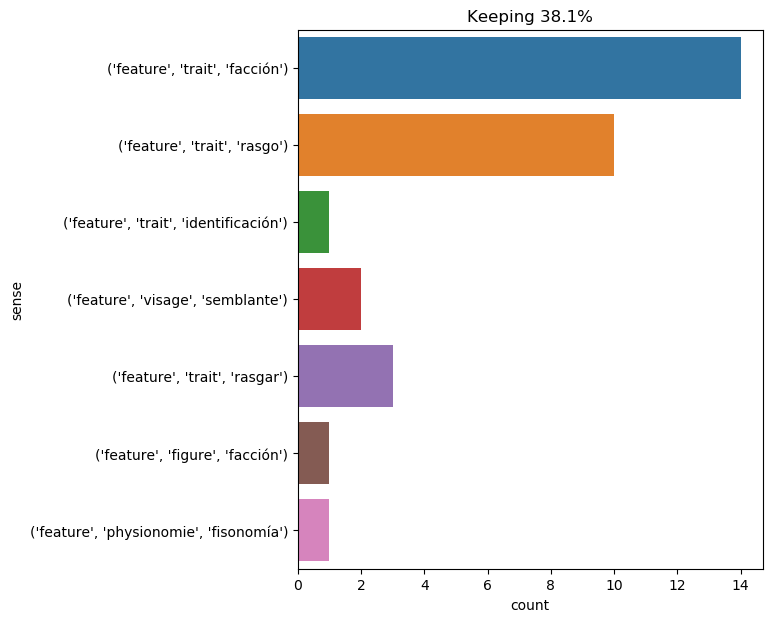 Keeping 38.1%
('feature', 'trait', 'facción')
('feature', 'trait', 'rasgo')
('feature', 'trait', 'identificación')
('feature', 'visage', 'semblante')
('feature', 'trait', 'rasgar')
('feature', 'figure', 'facción')
('feature', 'physionomie', 'fisonomía')
sense
0 2 4 6 8 10 12 14
count